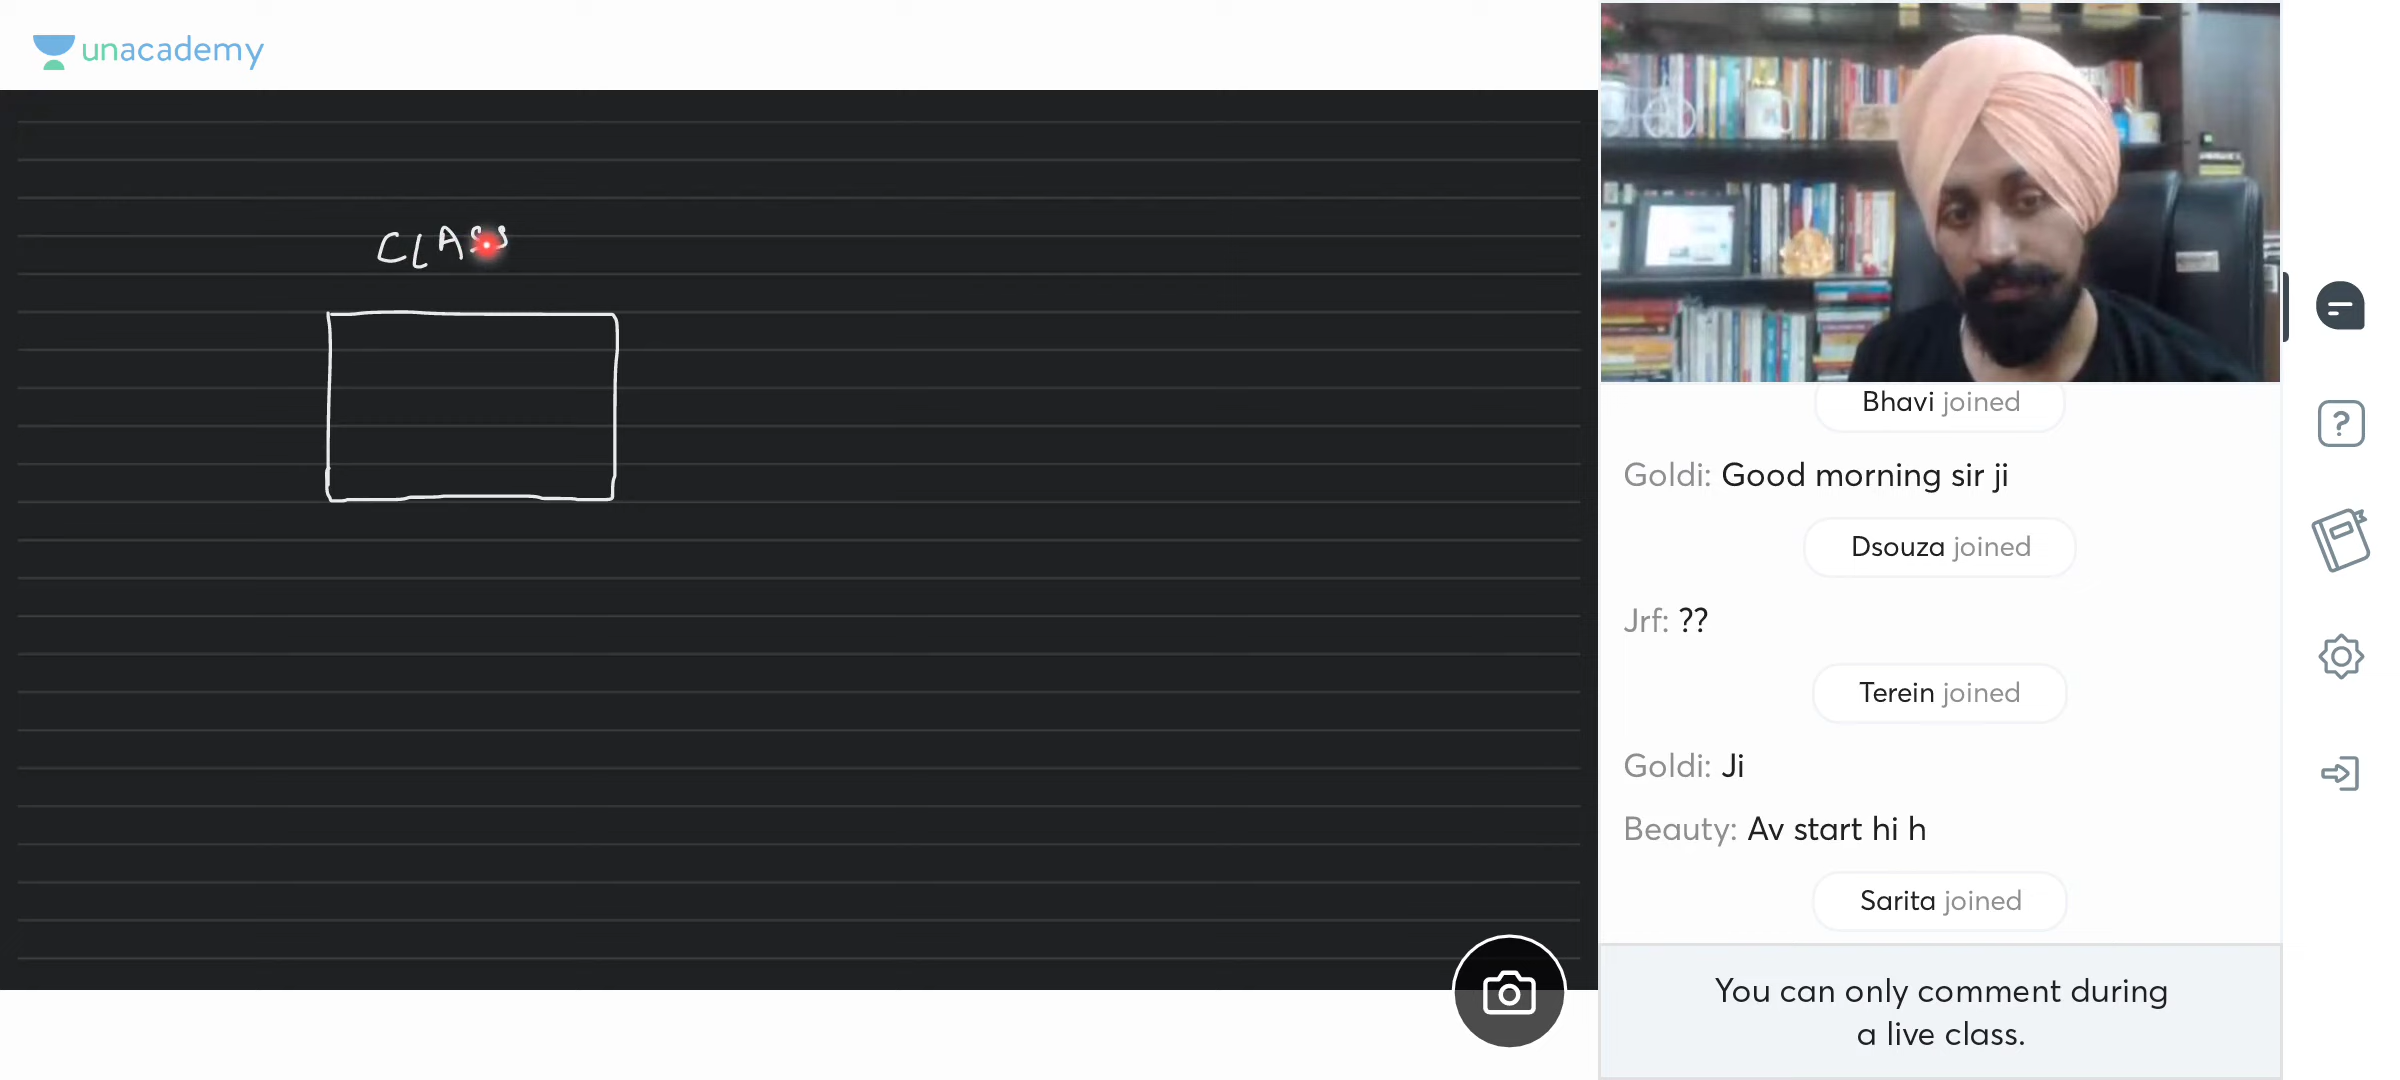 unacademy
CLASS
Bhavi joined
Goldi: Good morning sir ji
Dsouza joined
Jrf: ??
Terein joined
Goldi: Ji
Beauty: Av start hi h
Sarita joined
You can only comment during
a live class.
?